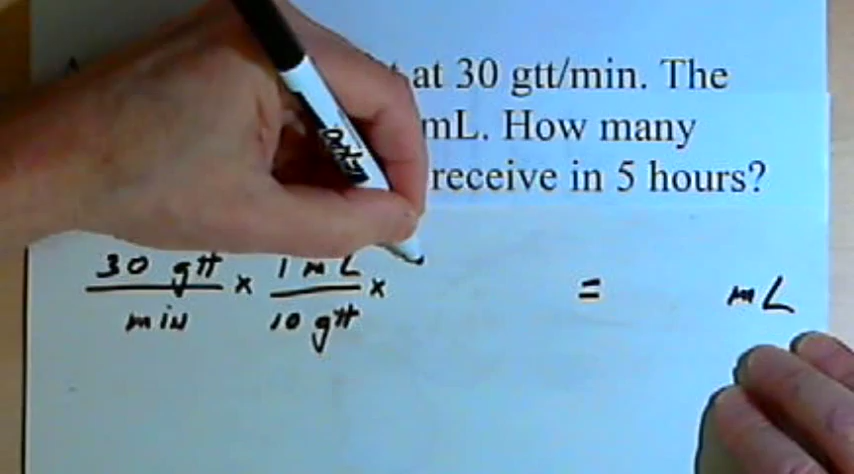 at 30 gtt/min. The
mL. How many
receive in 5 hours?
30 gtt × 1 mL × = mL
min 10 gtt